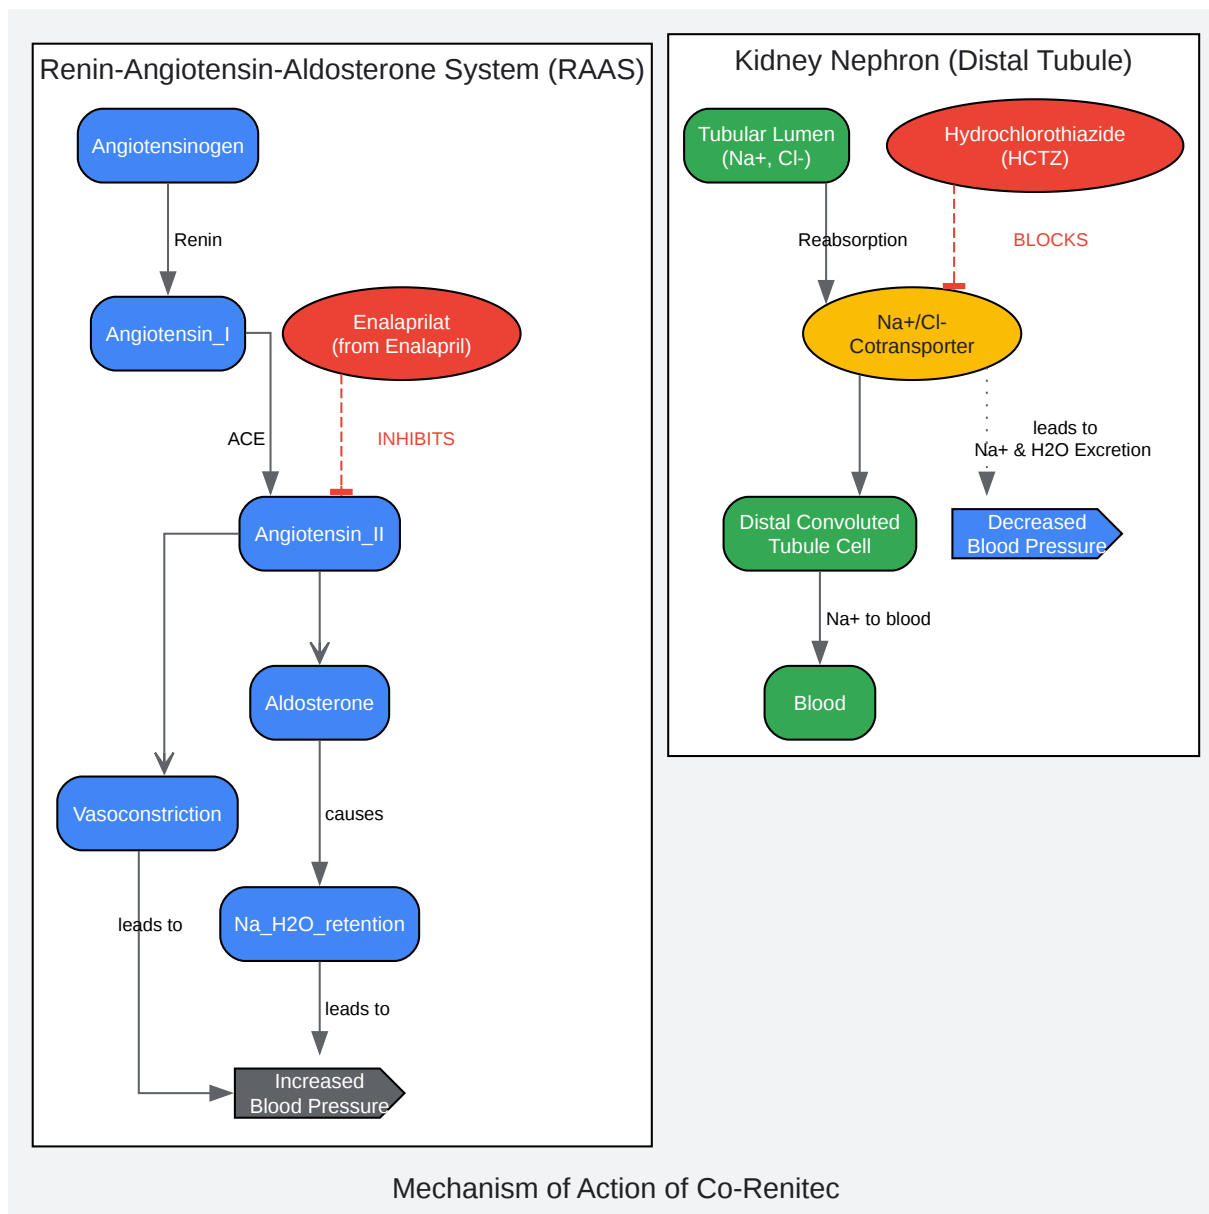 Renin-Angiotensin-Aldosterone System (RAAS)
Angiotensinogen
Renin
Angiotensin_I
Enalaprilat
(from Enalapril)
ACE
INHIBITS
Angiotensin_II
Aldosterone
Vasoconstriction
causes
leads to
Na_H2O_retention
leads to
Increased
Blood Pressure
Kidney Nephron (Distal Tubule)
Tubular Lumen
(Na+, Cl-)
Hydrochlorothiazide
(HCTZ)
Reabsorption
BLOCKS
Na+/Cl-
Cotransporter
leads to
Na+ & H2O Excretion
Distal Convoluted
Tubule Cell
Decreased
Blood Pressure
Na+ to blood
Blood
Mechanism of Action of Co-Renitec